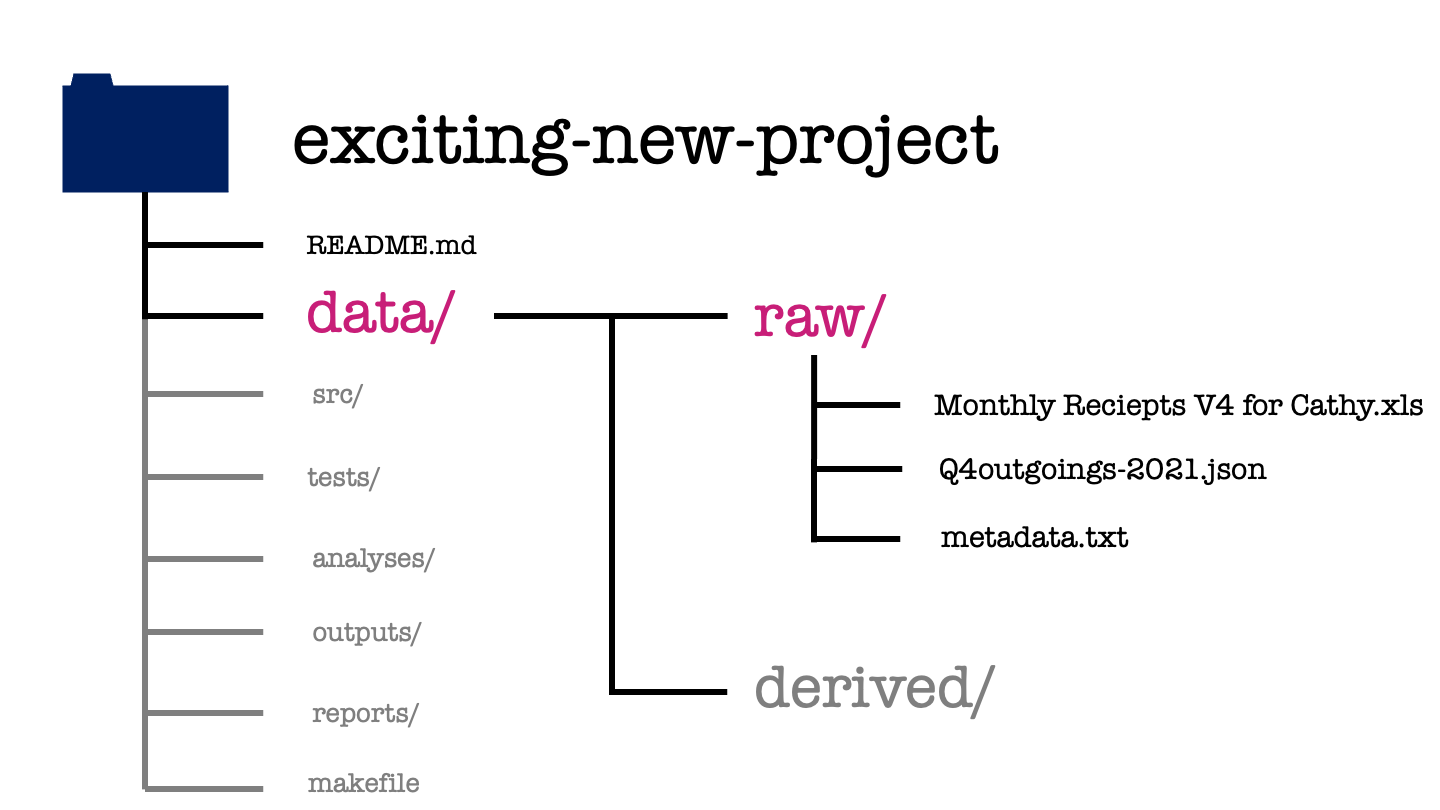 exciting-new-project
README.md
data/
raw/
src/
Monthly Reciepts V4 for Cathy.xls
Q4outgoings-2021.json
tests/
metadata.txt
analyses/
outputs/
derived/
reports/
makefile